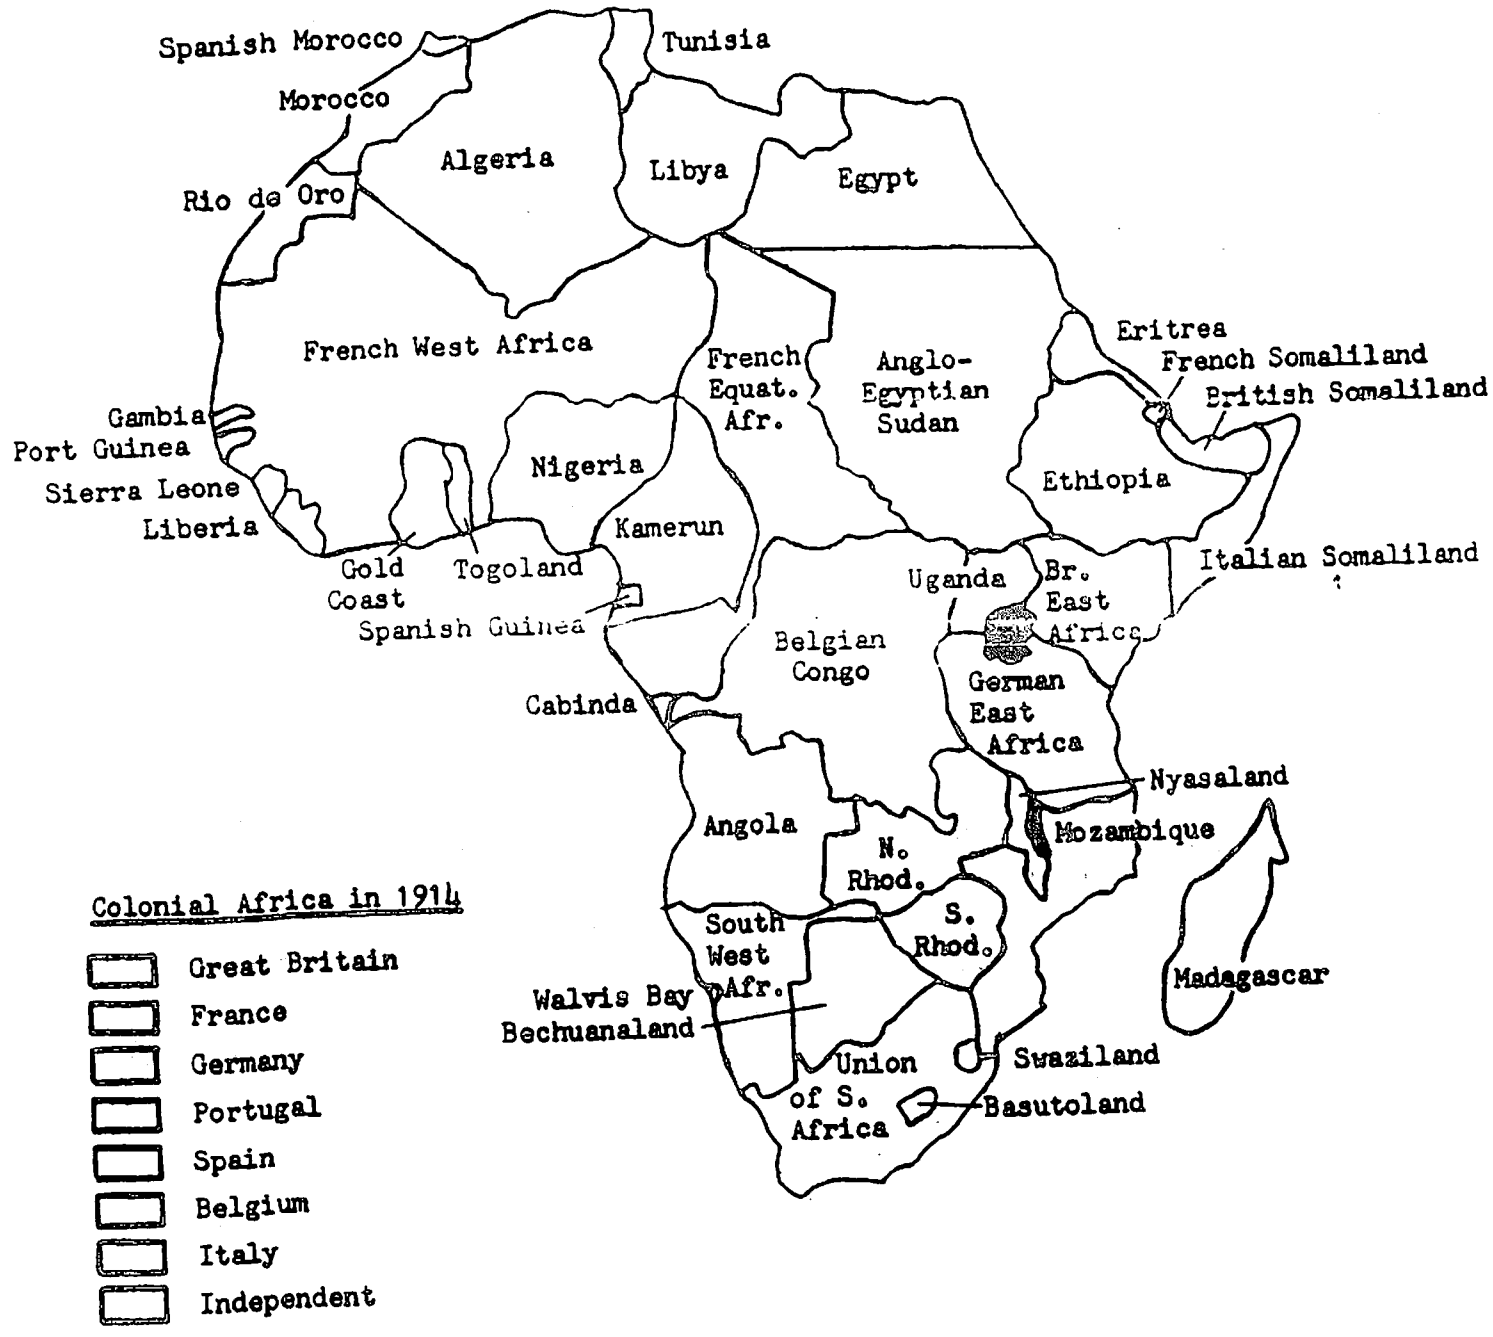 Spanish Morocco
Tunisia
Morocco
Algeria
Libya
Egypt
Rio de Oro
French West Africa
French
Equat.
Afr.
Anglo-
Egyptian
Sudan
Eritrea
French Somaliland
British Somaliland
Gambia
Port Guinea
Sierra Leone
Liberia
Nigeria
Ethiopia
Kamerun
Gold
Coast
Togoland
Spanish Guinea
Uganda
Br.
East
Africa
Italian Somaliland
Belgian
Congo
German
East
Africa
Cabinda
Nyasaland
Angola
Mozambique
N.
Rhod.
S.
Rhod.
South
West
Afr.
Walvis Bay
Bechuanaland
Madagascar
Union
of S.
Africa
Swaziland
Basutoland
Colonial Africa in 1914
Great Britain
France
Germany
Portugal
Spain
Belgium
Italy
Independent